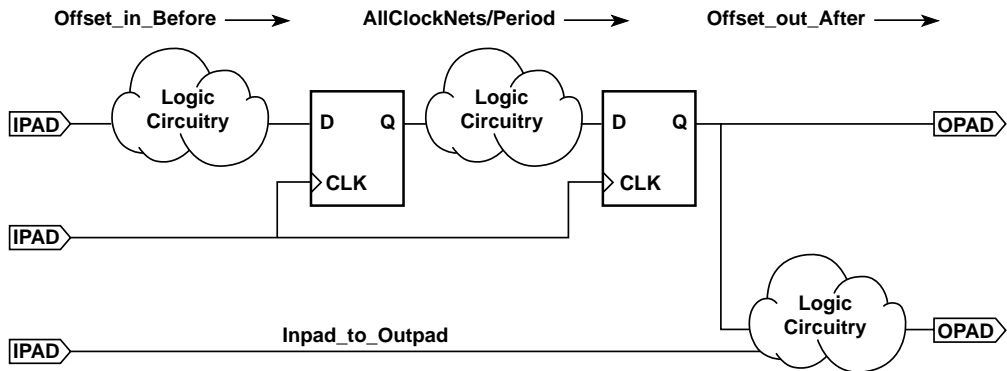 Offset_in_Before
AllClockNets/Period
Offset_out_After
Logic
Circuitry
Logic
Circuitry
IPAD
D
Q
D
Q
OPAD
CLK
CLK
IPAD
Logic
Circuitry
Inpad_to_Outpad
IPAD
OPAD